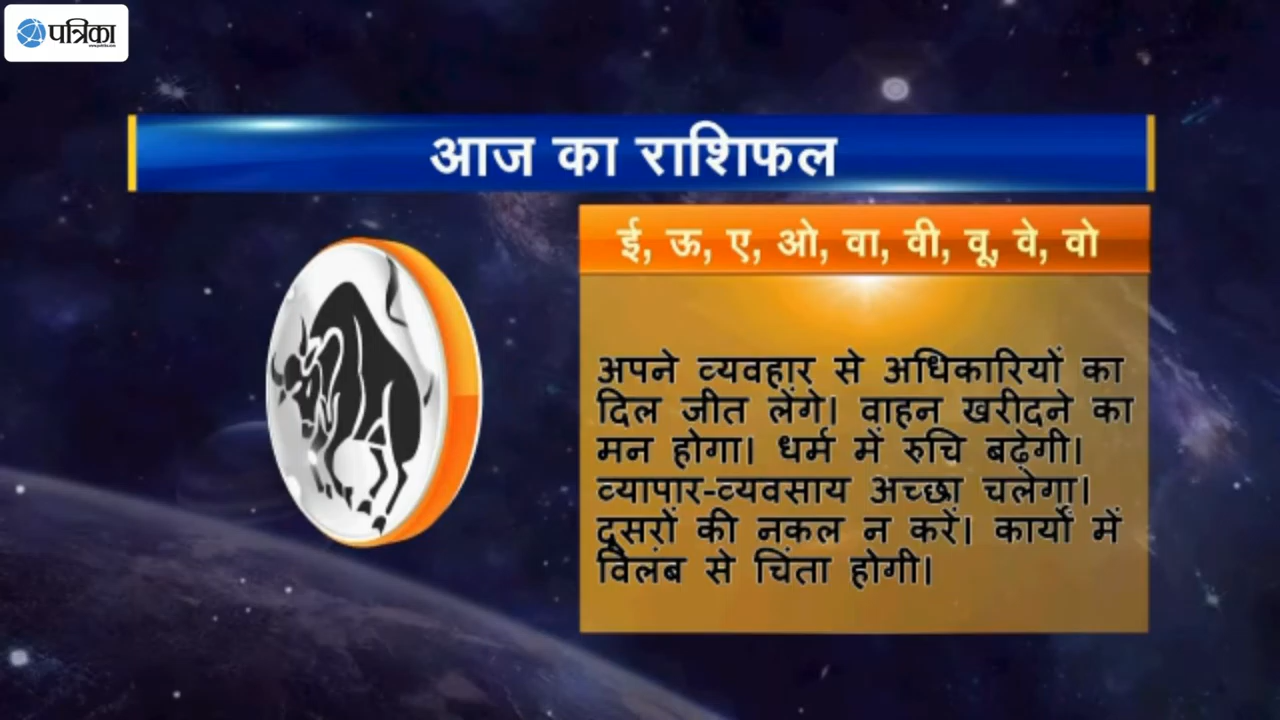 पत्रिका
आज का राशिफल
ई, ऊ, ए, ओ, वा, वी, वू, वे, वो
अपने व्यवहार से अधिकारियों का
दिल जीत लेंगे। वाहन खरीदने का
मन होगा। धर्म में रुचि बढ़ेगी।
व्यापार-व्यवसाय अच्छा चलेगा।
दूसरों की नकल न करें। कार्यों में
विलंब से चिंता होगी।